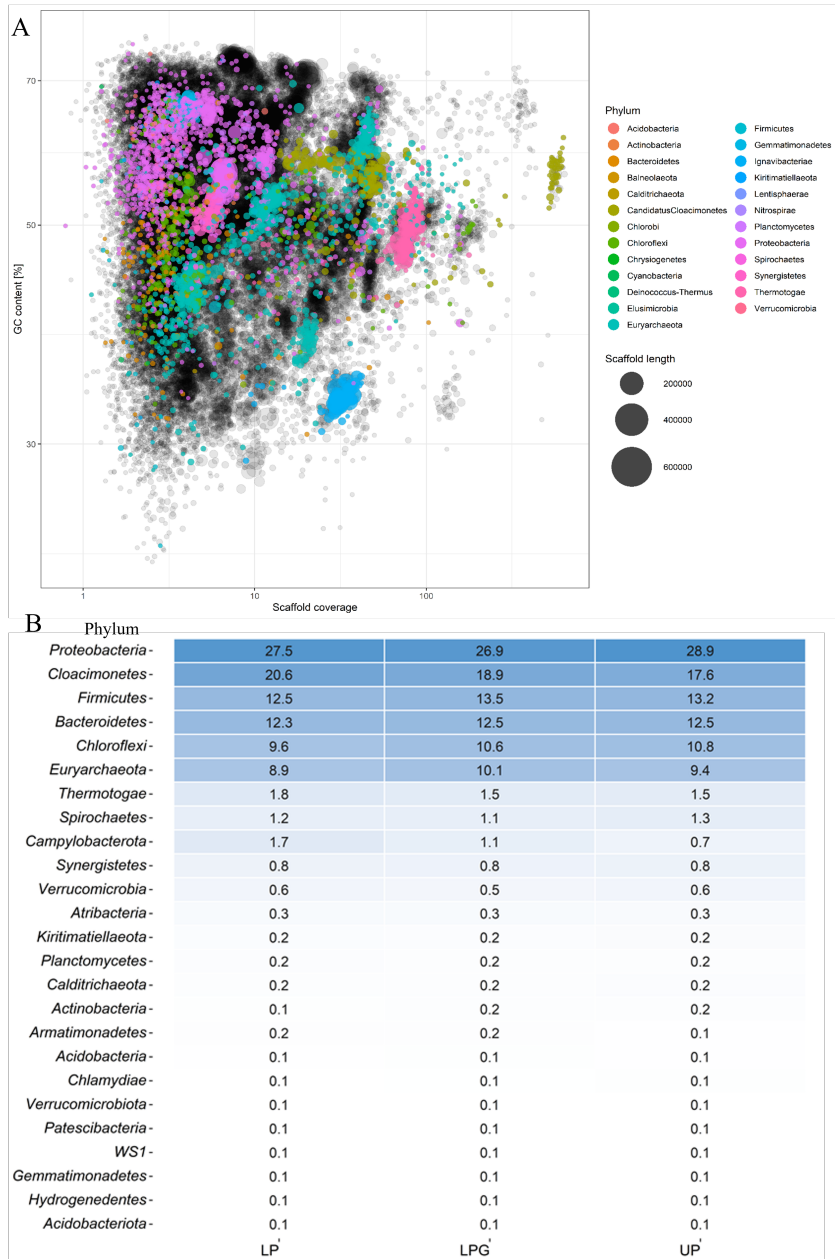 A
70
50
30
GC content [%]
1
10
100
Scaffold coverage
Phylum
Acidobacteria
Actinobacteria
Bacteroidetes
Balneolaeota
Calditrichaeota
CandidatusCloacimonetes
Chlorobi
Chloroflexi
Chrysiogenetes
Cyanobacteria
Deinococcus-Thermus
Elusimicrobia
Euryarchaeota
Firmicutes
Gemmatimonadetes
Ignavibacteriae
Kiritimatiellaeota
Lentisphaerae
Nitrospirae
Planctomycetes
Proteobacteria
Spirochaetes
Synergistetes
Thermotogae
Verrucomicrobia
Scaffold length
200000
400000
600000
B
Phylum
Proteobacteria- 27.5 26.9 28.9
Cloacimonetes- 20.6 18.9 17.6
Firmicutes- 12.5 13.5 13.2
Bacteroidetes- 12.3 12.5 12.5
Chloroflexi- 9.6 10.6 10.8
Euryarchaeota- 8.9 10.1 9.4
Thermotogae- 1.8 1.5 1.5
Spirochaetes- 1.2 1.1 1.3
Campylobacterota- 1.7 1.1 0.7
Synergistetes- 0.8 0.8 0.8
Verrucomicrobia- 0.6 0.5 0.6
Atribacteria- 0.3 0.3 0.3
Kiritimatiellaeota- 0.2 0.2 0.2
Planctomycetes- 0.2 0.2 0.2
Calditrichaeota- 0.2 0.2 0.2
Actinobacteria- 0.1 0.2 0.2
Armatimonadetes- 0.2 0.2 0.1
Acidobacteria- 0.1 0.1 0.1
Chlamydiae- 0.1 0.1 0.1
Verrucomicrobiota- 0.1 0.1 0.1
Patescibacteria- 0.1 0.1 0.1
WS1- 0.1 0.1 0.1
Gemmatimonadetes- 0.1 0.1 0.1
Hydrogenedentes- 0.1 0.1 0.1
Acidobacteriota- 0.1 0.1 0.1
LP LPG UP